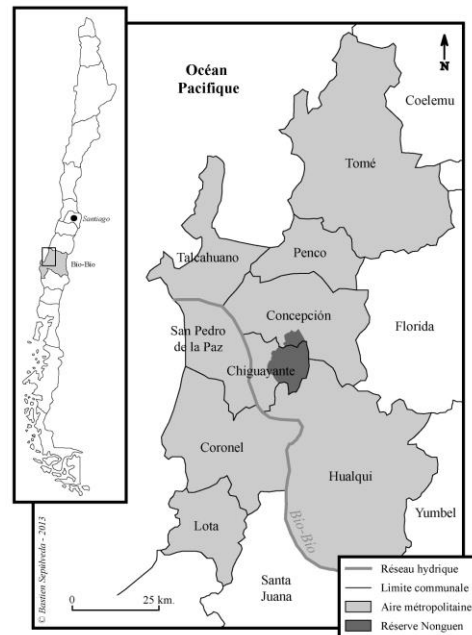 Santiago
Bio-Bio
Océan
Pacifique
N
Coelemu
Tomé
Talcahuano
Penco
Concepción
San Pedro
de la Paz
Florida
Chiguayante
Coronel
Hualqui
Lota
Yumbel
Bio-Bio
Santa
Juana
0 25 km.
© Bastien Sepúlveda - 2013
Réseau hydrique
Limite communale
Aire métropolitaine
Réserve Nonguen